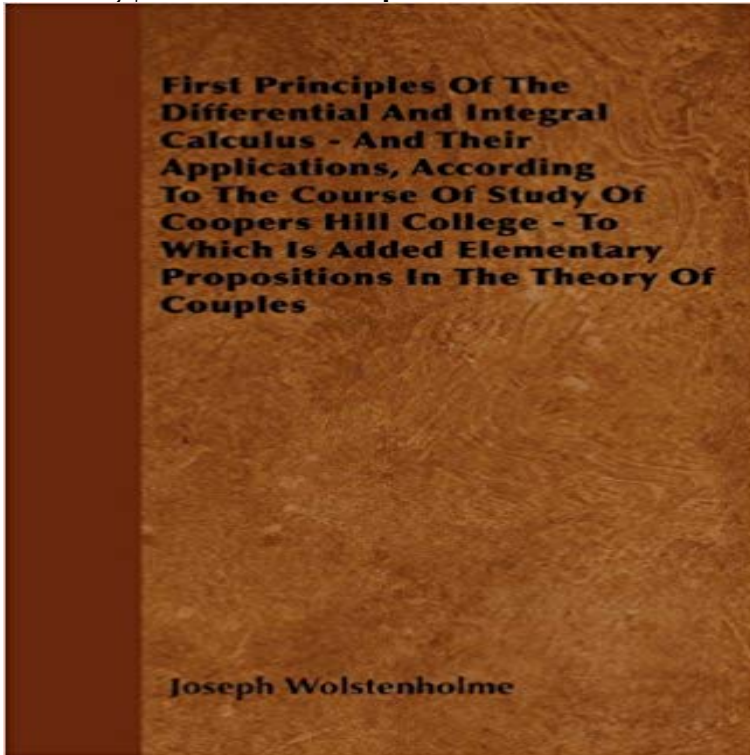 First Principles Of The
Differential And Integral
Calculus - And Their
Applications, According
To The Course Of Study Of
Coopers Hill College - To
Which Is Added Elementary
Propositions In The Theory Of
Couples
Joseph Wolstenholme